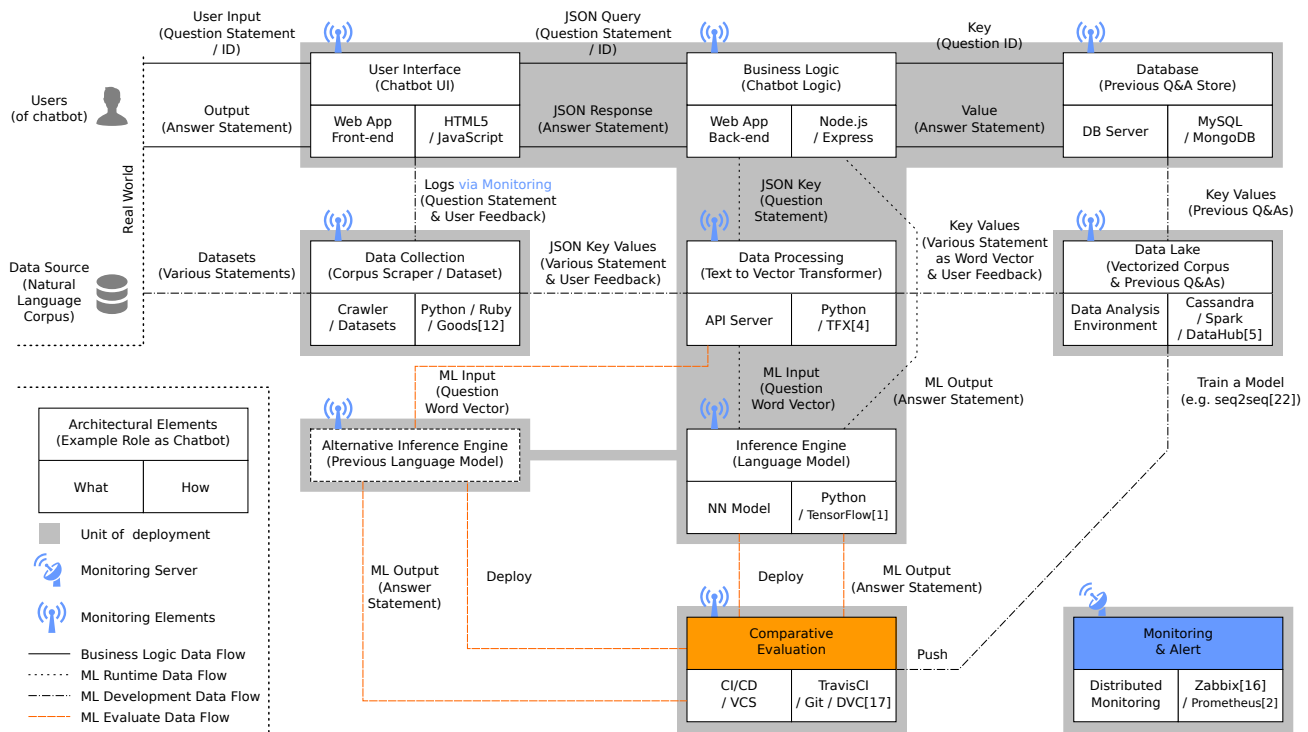 User Input
(Question Statement
/ ID)
JSON Query
(Question Statement
/ ID)
Key
(Question ID)
Users
(of chatbot)
Output
(Answer Statement)
User Interface
(Chatbot UI)
Web App
Front-end
HTML5
/ JavaScript
JSON Response
(Answer Statement)
Business Logic
(Chatbot Logic)
Web App
Back-end
Node.js
/ Express
Value
(Answer Statement)
Database
(Previous Q&A Store)
DB Server
MySQL
/ MongoDB
Real World
Logs via Monitoring
(Question Statement
& User Feedback)
JSON Key
(Question
Statement)
Key Values
(Previous Q&As)
Data Source
(Natural
Language
Corpus)
Datasets
(Various Statements)
Data Collection
(Corpus Scraper / Dataset)
Crawler
/ Datasets
Python / Ruby
/ Goods[12]
JSON Key Values
(Various Statement
& User Feedback)
Data Processing
(Text to Vector Transformer)
API Server
Python
/ TFX[4]
Key Values
(Various Statement
as Word Vector
& User Feedback)
Data Lake
(Vectorized Corpus
& Previous Q&As)
Data Analysis
Environment
Cassandra
/ Spark
/ DataHub[5]
ML Input
(Question
Word Vector)
ML Input
(Question
Word Vector)
ML Output
(Answer Statement)
Train a Model
(e.g. seq2seq[22])
Alternative Inference Engine
(Previous Language Model)
Inference Engine
(Language Model)
NN Model
Python
/ TensorFlow[1]
ML Output
(Answer
Statement)
Deploy
Deploy
ML Output
(Answer Statement)
Comparative
Evaluation
CI/CD
/ VCS
TravisCI
/ Git / DVC[17]
Push
Monitoring
& Alert
Distributed
Monitoring
Zabbix[16]
/ Prometheus[2]
Architectural Elements
(Example Role as Chatbot)
What
How
Unit of deployment
Monitoring Server
Monitoring Elements
Business Logic Data Flow
ML Runtime Data Flow
ML Development Data Flow
ML Evaluate Data Flow